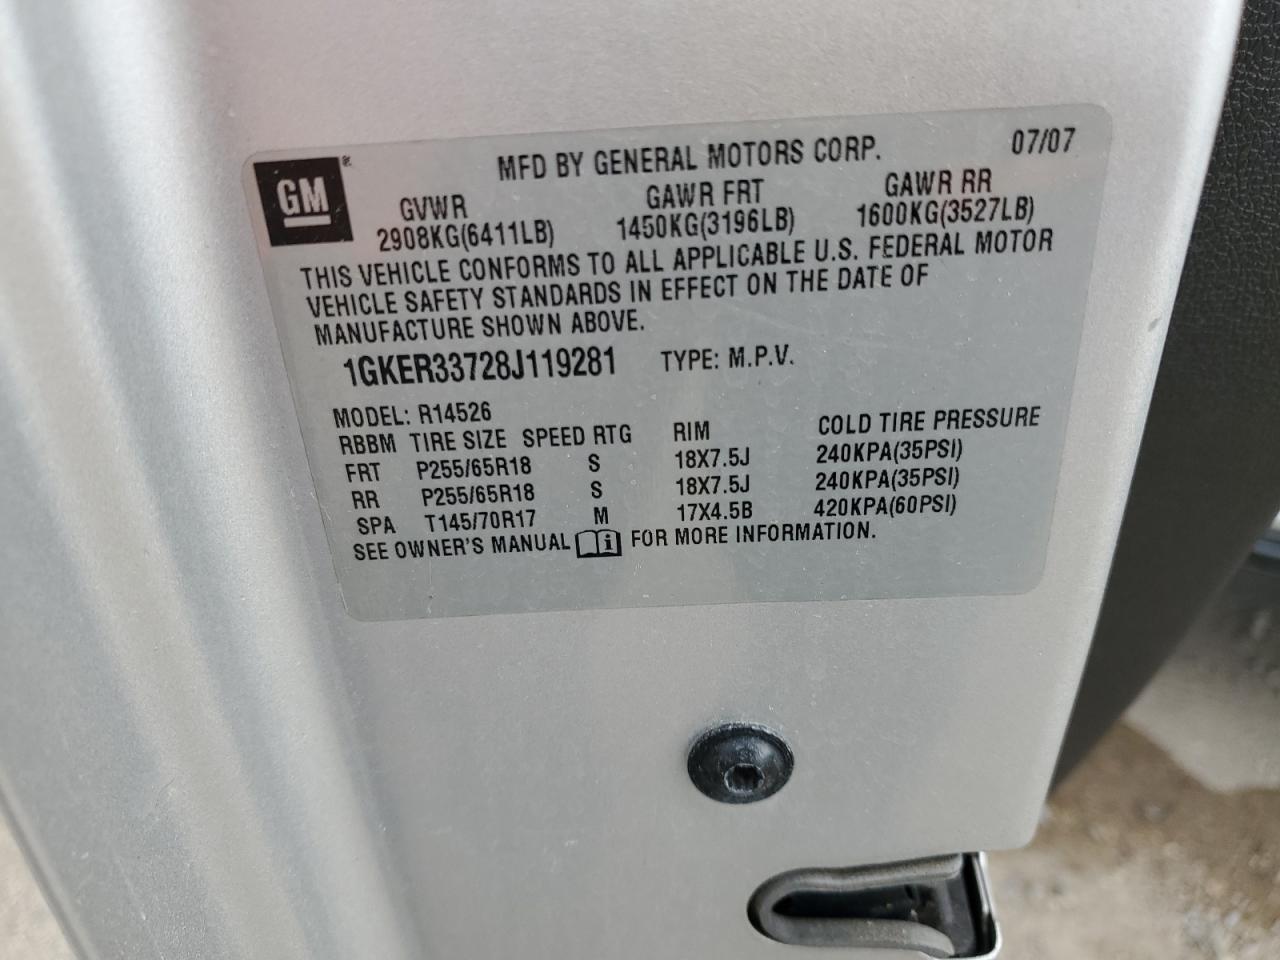 GM
MFD BY GENERAL MOTORS CORP. 07/07
GVWR GAWR FRT GAWR RR
2908KG(6411LB) 1450KG(3196LB) 1600KG(3527LB)
THIS VEHICLE CONFORMS TO ALL APPLICABLE U.S. FEDERAL MOTOR
VEHICLE SAFETY STANDARDS IN EFFECT ON THE DATE OF
MANUFACTURE SHOWN ABOVE.
1GKER33728J119281 TYPE: M.P.V.
MODEL: R14526
RBBM TIRE SIZE SPEED RTG RIM COLD TIRE PRESSURE
FRT P255/65R18 S 18X7.5J 240KPA(35PSI)
RR P255/65R18 S 18X7.5J 240KPA(35PSI)
SPA T145/70R17 M 17X4.5B 420KPA(60PSI)
SEE OWNER'S MANUAL i FOR MORE INFORMATION.